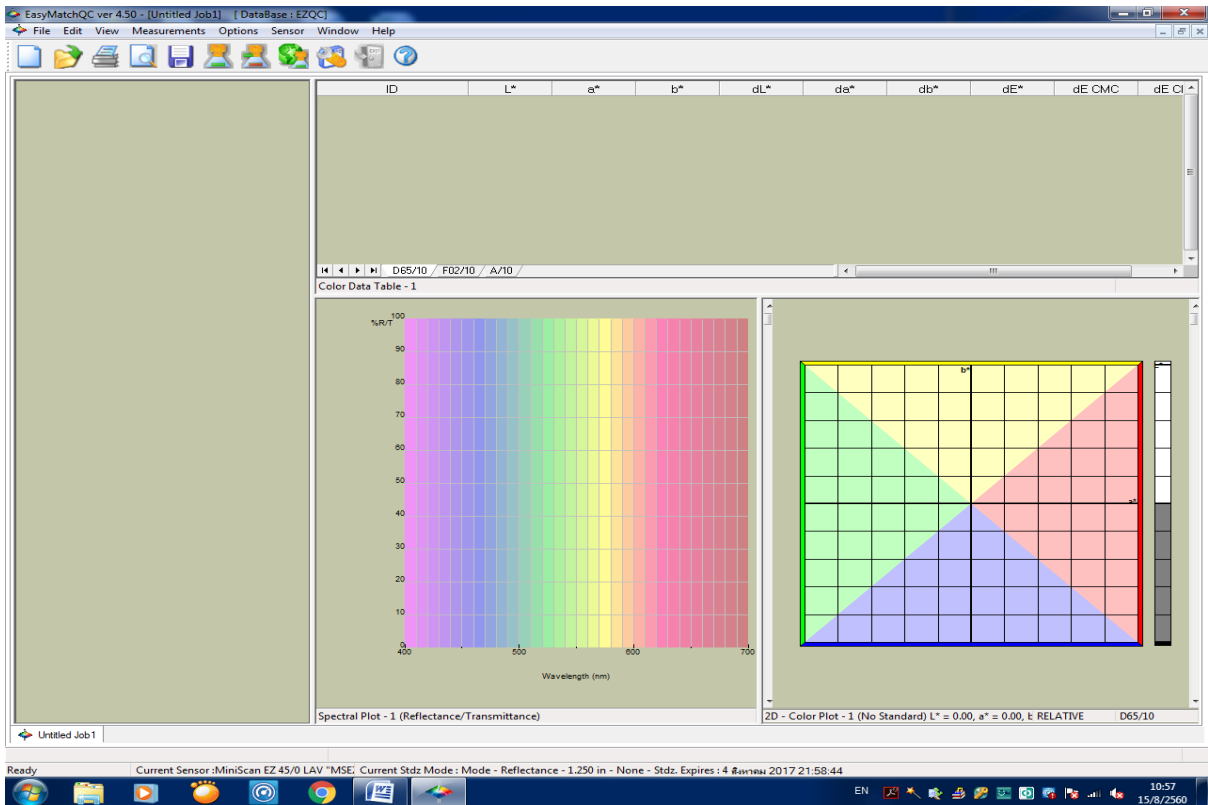 EasyMatchQC ver 4.50 - [Untitled Job1] [ DataBase : EZQC]
File Edit View Measurements Options Sensor Window Help
ID L* a* b* dL* da* db* dE* dE CMC dE CI
D65/10 F02/10 A/10
Color Data Table - 1
%R/T
100
90
80
70
60
50
40
30
20
10
0
400 500 600 700
Wavelength (nm)
Spectral Plot - 1 (Reflectance/Transmittance)
b*
a*
2D - Color Plot - 1 (No Standard) L* = 0.00, a* = 0.00, t RELATIVE D65/10
Untitled Job1
Ready Current Sensor :MiniScan EZ 45/0 LAV "MSE: Current Stdz Mode : Mode - Reflectance - 1.250 in - None - Stdz. Expires : 4 สิงหาคม 2017 21:58:44
EN
10:57
15/8/2560